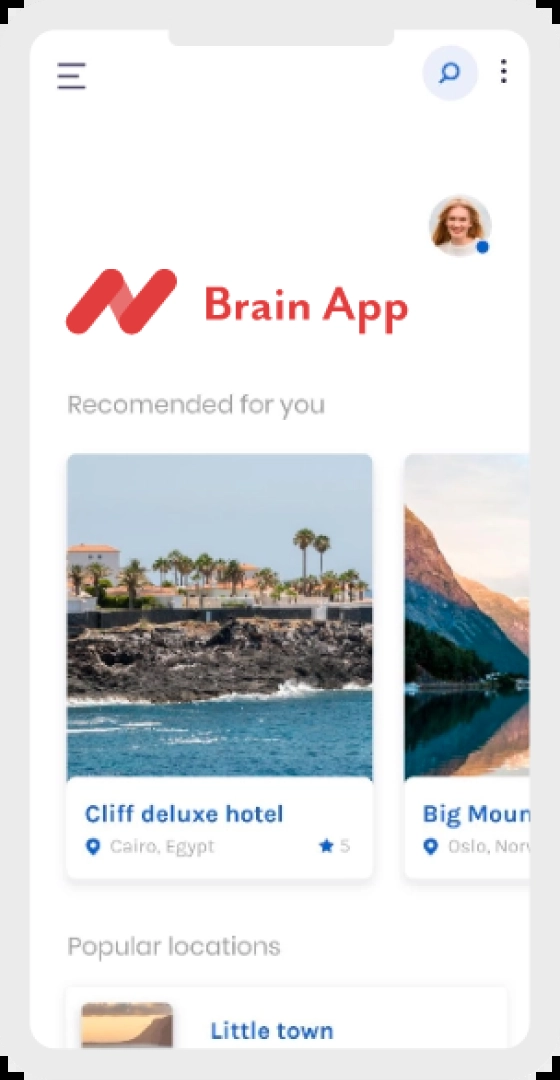 Brain App
Recomended for you
Cliff deluxe hotel
Cairo, Egypt
5
Big Moun
Oslo, Norv
Popular locations
Little town